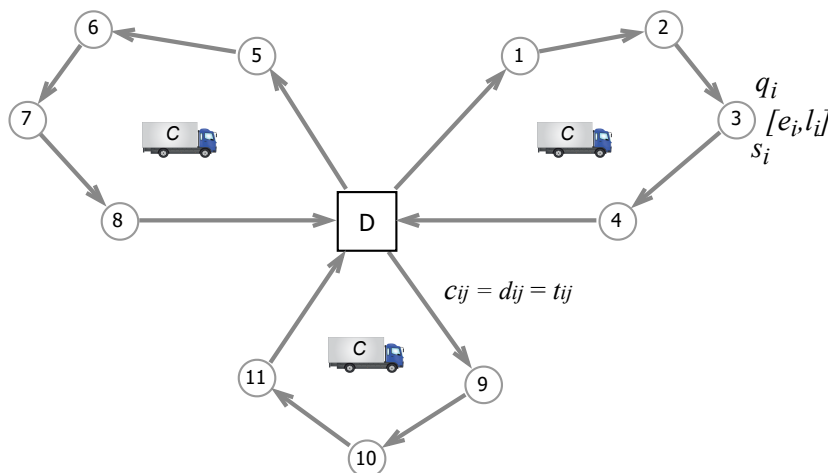 6
5
1
2
7
C
C
3
q_i
[e_i,l_i]
s_i
8
D
4
c_ij = d_ij = t_ij
C
11
9
10